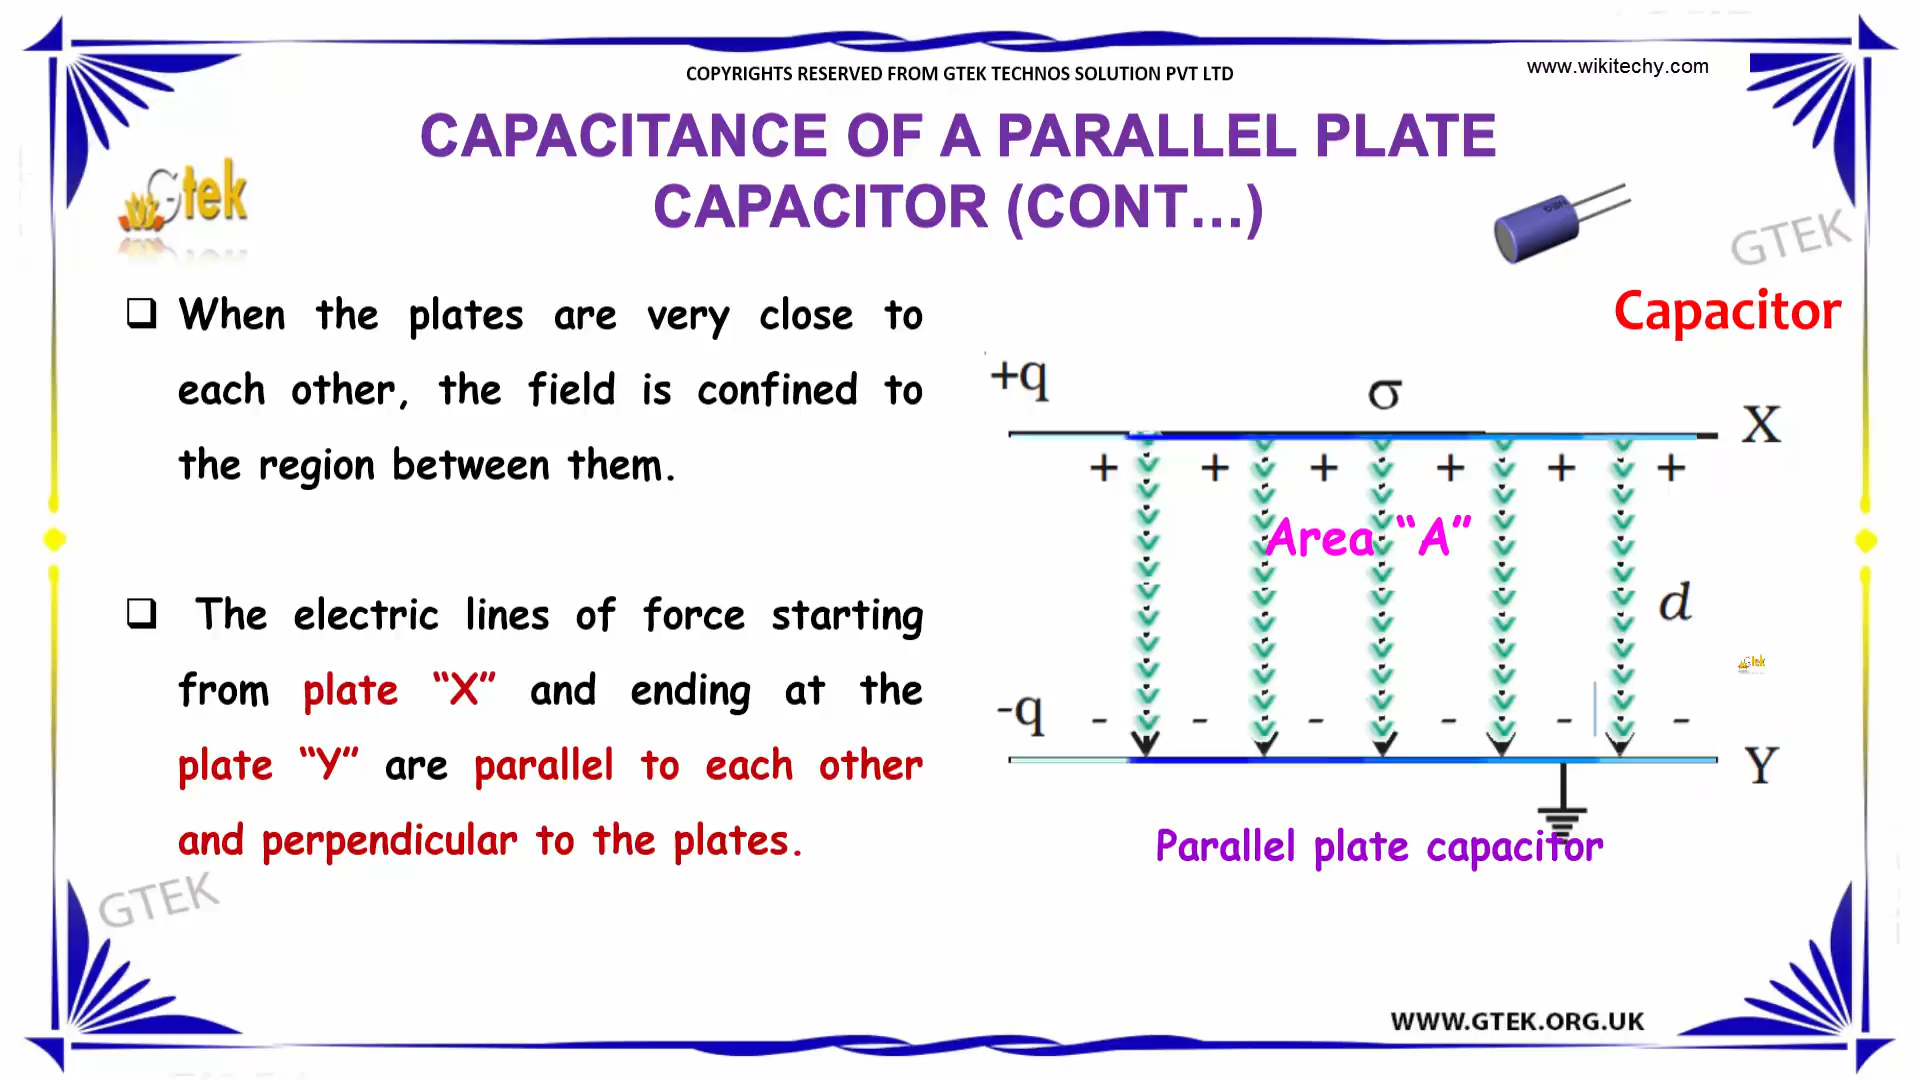 COPYRIGHTS RESERVED FROM GTEK TECHNOS SOLUTION PVT LTD
www.wikitechy.com
CAPACITANCE OF A PARALLEL PLATE
CAPACITOR (CONT...)
Gtek
GTEK
Capacitor
When the plates are very close to
each other, the field is confined to
the region between them.
The electric lines of force starting
from plate “X” and ending at the
plate “Y” are parallel to each other
and perpendicular to the plates.
+q
σ
X
+ + + + + +
Area “A”
d
Gtek
-q - - - - - -
Y
Parallel plate capacitor
GTEK
WWW.GTEK.ORG.UK